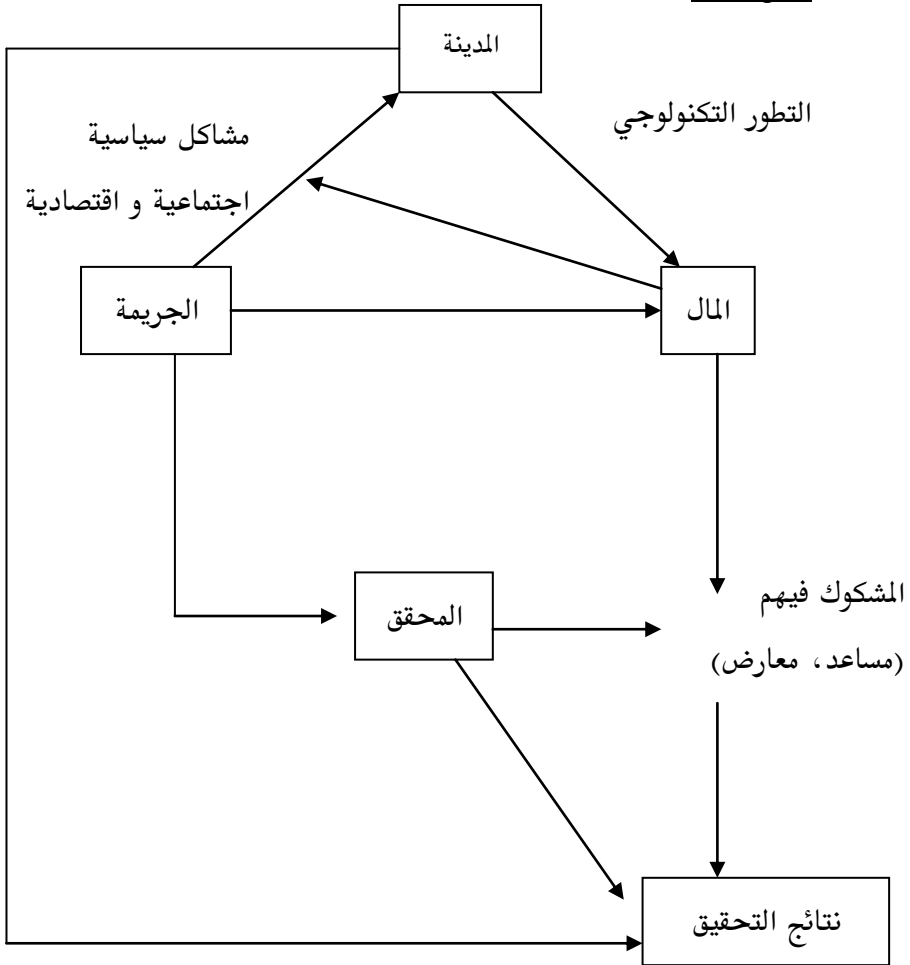 المدينة
التطور التكنولوجي
مشاكل سياسية
اجتماعية و اقتصادية
المال
الجريمة
المحقق
المشكوك فيهم
(مساعد، معارض)
نتائج التحقيق